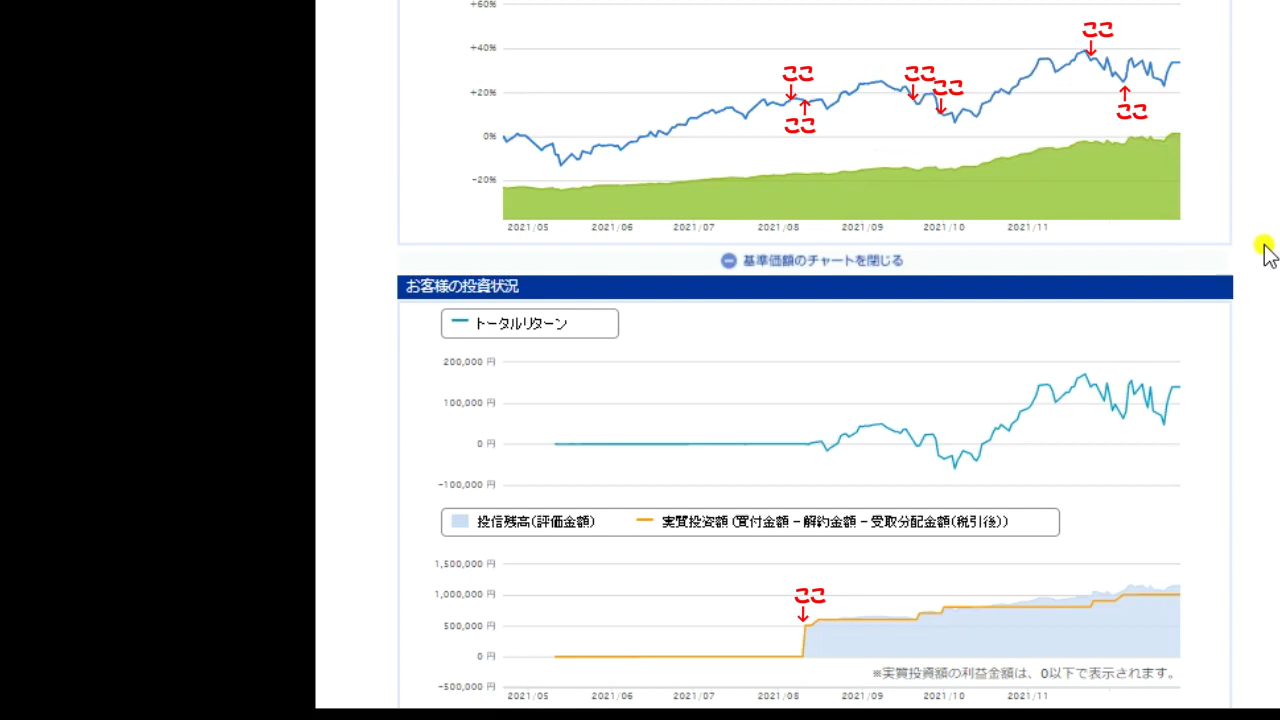 +60%
+40%
+20%
0%
-20%
ここ
ここ
ここ
ここ
ここ
ここ
2021/05 2021/06 2021/07 2021/08 2021/09 2021/10 2021/11
基準価額のチャートを閉じる
お客様の投資状況
トータルリターン
200,000 円
100,000 円
0 円
-100,000 円
投信残高(評価金額) 実質投資額(買付金額-解約金額-受取分配金額(税引後))
1,500,000 円
1,000,000 円
500,000 円
0 円
-500,000 円
ここ
※実質投資額の利益金額は、0以下で表示されます。
2021/05 2021/06 2021/07 2021/08 2021/09 2021/10 2021/11